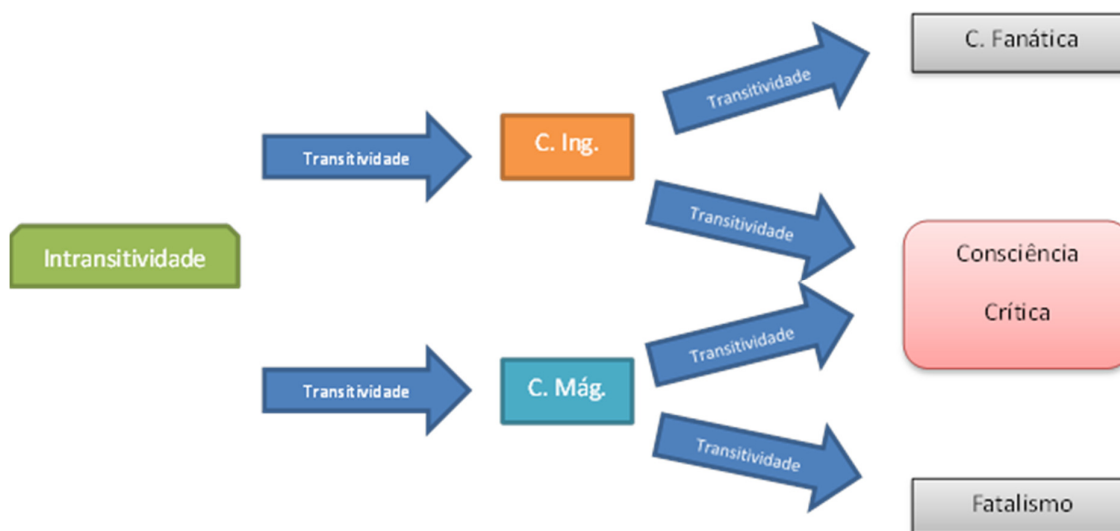 C. Fanática
Transitividade
C. Ing.
Transitividade
Transitividade
Intransitividade
Consciência
Crítica
Transitividade
Transitividade
C. Mág.
Transitividade
Fatalismo